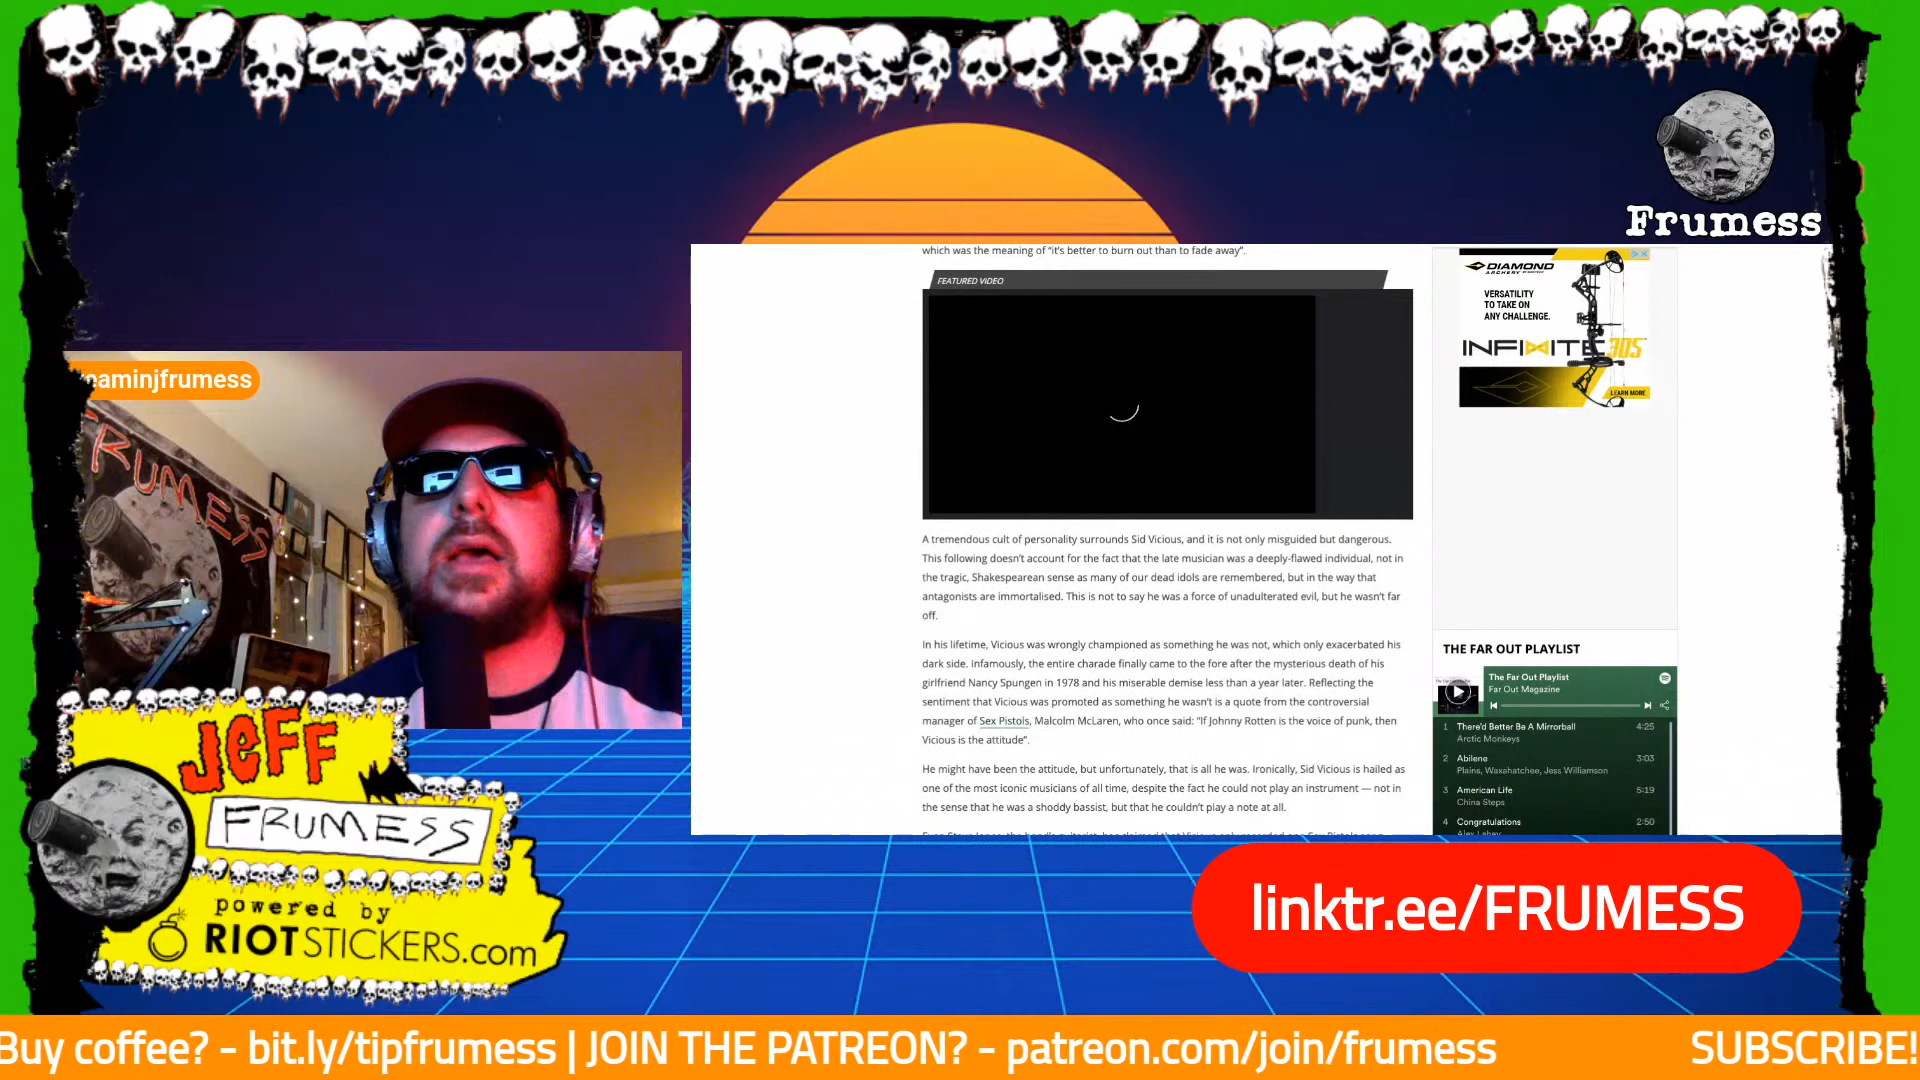 Frumess
which was the meaning of “it’s better to burn out than to fade away”.
FEATURED VIDEO
DIAMOND
VERSATILITY
TO TAKE ON
ANY CHALLENGE.
INFINITE 305
LEARN MORE
eaminjfrumess
FRUMESS
A tremendous cult of personality surrounds Sid Vicious, and it is not only misguided but dangerous.
This following doesn’t account for the fact that the late musician was a deeply-flawed individual, not in
the tragic, Shakespearean sense as many of our dead idols are remembered, but in the way that
antagonists are immortalised. This is not to say he was a force of unadulterated evil, but he wasn’t far
off.
In his lifetime, Vicious was wrongly championed as something he was not, which only exacerbated his
dark side. Infamously, the entire charade finally came to the fore after the mysterious death of his
girlfriend Nancy Spungen in 1978 and his miserable demise less than a year later. Reflecting the
sentiment that Vicious was promoted as something he wasn’t is a quote from the controversial
manager of Sex Pistols, Malcolm McLaren, who once said: “If Johnny Rotten is the voice of punk, then
Vicious is the attitude”.
He might have been the attitude, but unfortunately, that is all he was. Ironically, Sid Vicious is hailed as
one of the most iconic musicians of all time, despite the fact he could not play an instrument — not in
the sense that he was a shoddy bassist, but that he couldn’t play a note at all.
THE FAR OUT PLAYLIST
The Far Out Playlist
Far Out Magazine
1 There'd Better Be A Mirrorball 4:25
Arctic Monkeys
2 Abilene 3:03
Plains, Waxahatchee, Jess Williamson
3 American Life 5:19
China Steps
4 Congratulations 2:50
Alex Lahey
JEFF
FRUMESS
powered by
RIOTSTICKERS.com
linktr.ee/FRUMESS
Buy coffee? - bit.ly/tipfrumess | JOIN THE PATREON? - patreon.com/join/frumess SUBSCRIBE!